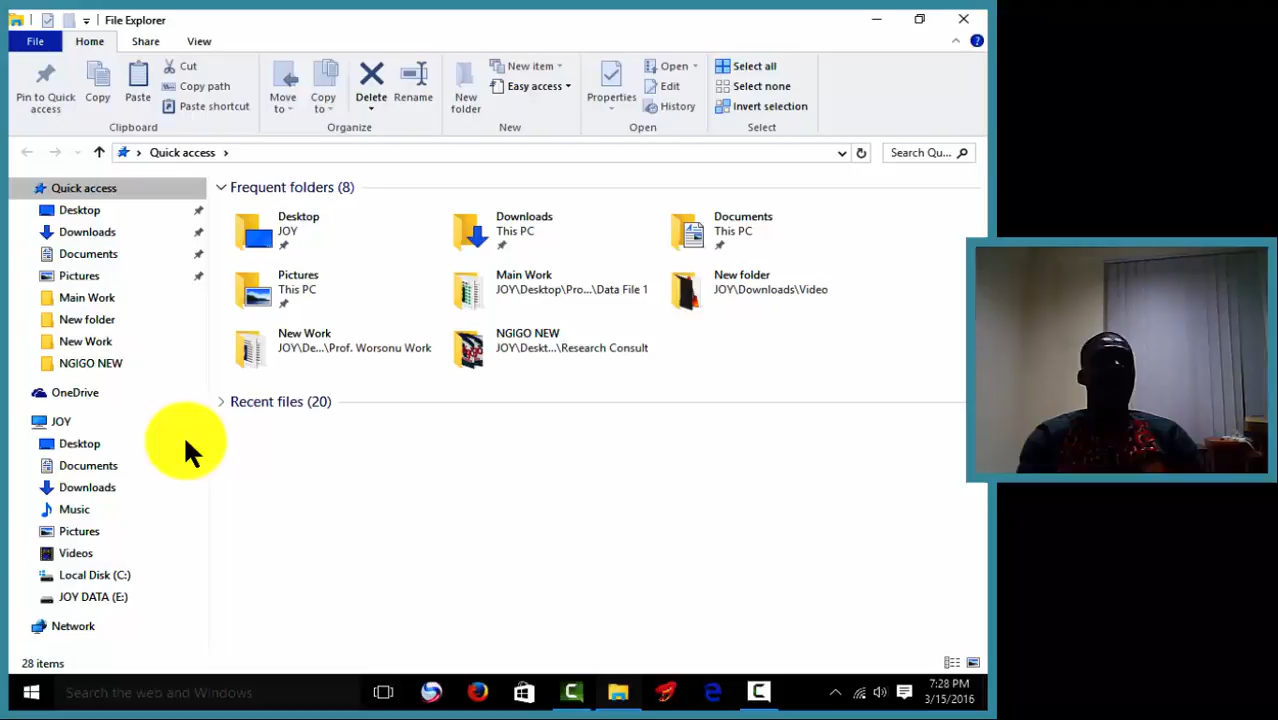 File Explorer
File Home Share View
Pin to Quick access
Copy
Paste
Cut
Copy path
Paste shortcut
Clipboard
Move to
Copy to
Delete
Rename
Organize
New folder
New item
Easy access
New
Properties
Open
Edit
History
Open
Select all
Select none
Invert selection
Select
Quick access
Search Qu...
Quick access
Desktop
Downloads
Documents
Pictures
Main Work
New folder
New Work
NGIGO NEW
OneDrive
JOY
Desktop
Documents
Downloads
Music
Pictures
Videos
Local Disk (C:)
JOY DATA (E:)
Network
Frequent folders (8)
Desktop
JOY
Downloads
This PC
Documents
This PC
Pictures
This PC
Main Work
JOY\Desktop\Pro...\Data File 1
New folder
JOY\Downloads\Video
New Work
JOY\De...\Prof. Worsonu Work
NGIGO NEW
JOY\Deskt...\Research Consult
Recent files (20)
28 items
Search the web and Windows
7:28 PM
3/15/2016